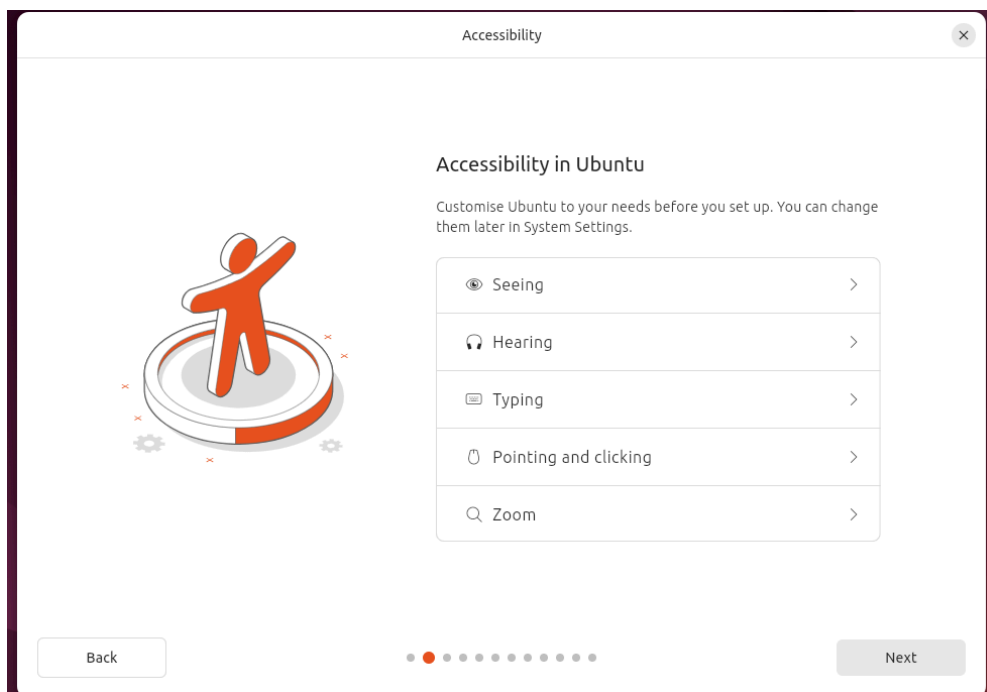 Accessibility
Accessibility in Ubuntu
Customise Ubuntu to your needs before you set up. You can change
them later in System Settings.
Seeing
Hearing
Typing
Pointing and clicking
Zoom
Back
Next